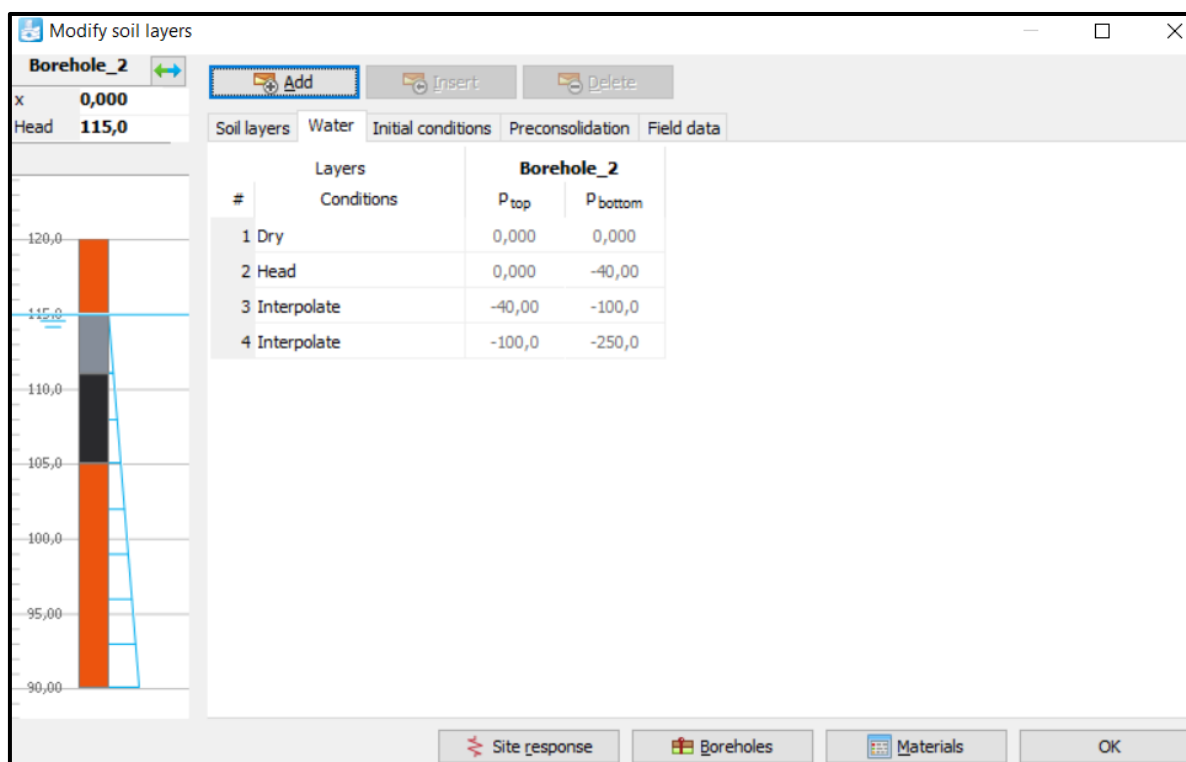 Modify soil layers
Borehole_2
x 0,000
Head 115,0
Add Insert Delete
Soil layers Water Initial conditions Preconsolidation Field data
Layers Borehole_2
# Conditions Ptop Pbottom
1 Dry 0,000 0,000
2 Head 0,000 -40,00
3 Interpolate -40,00 -100,0
4 Interpolate -100,0 -250,0
120,0
115,0
110,0
105,0
100,0
95,00
90,00
Site response Boreholes Materials OK